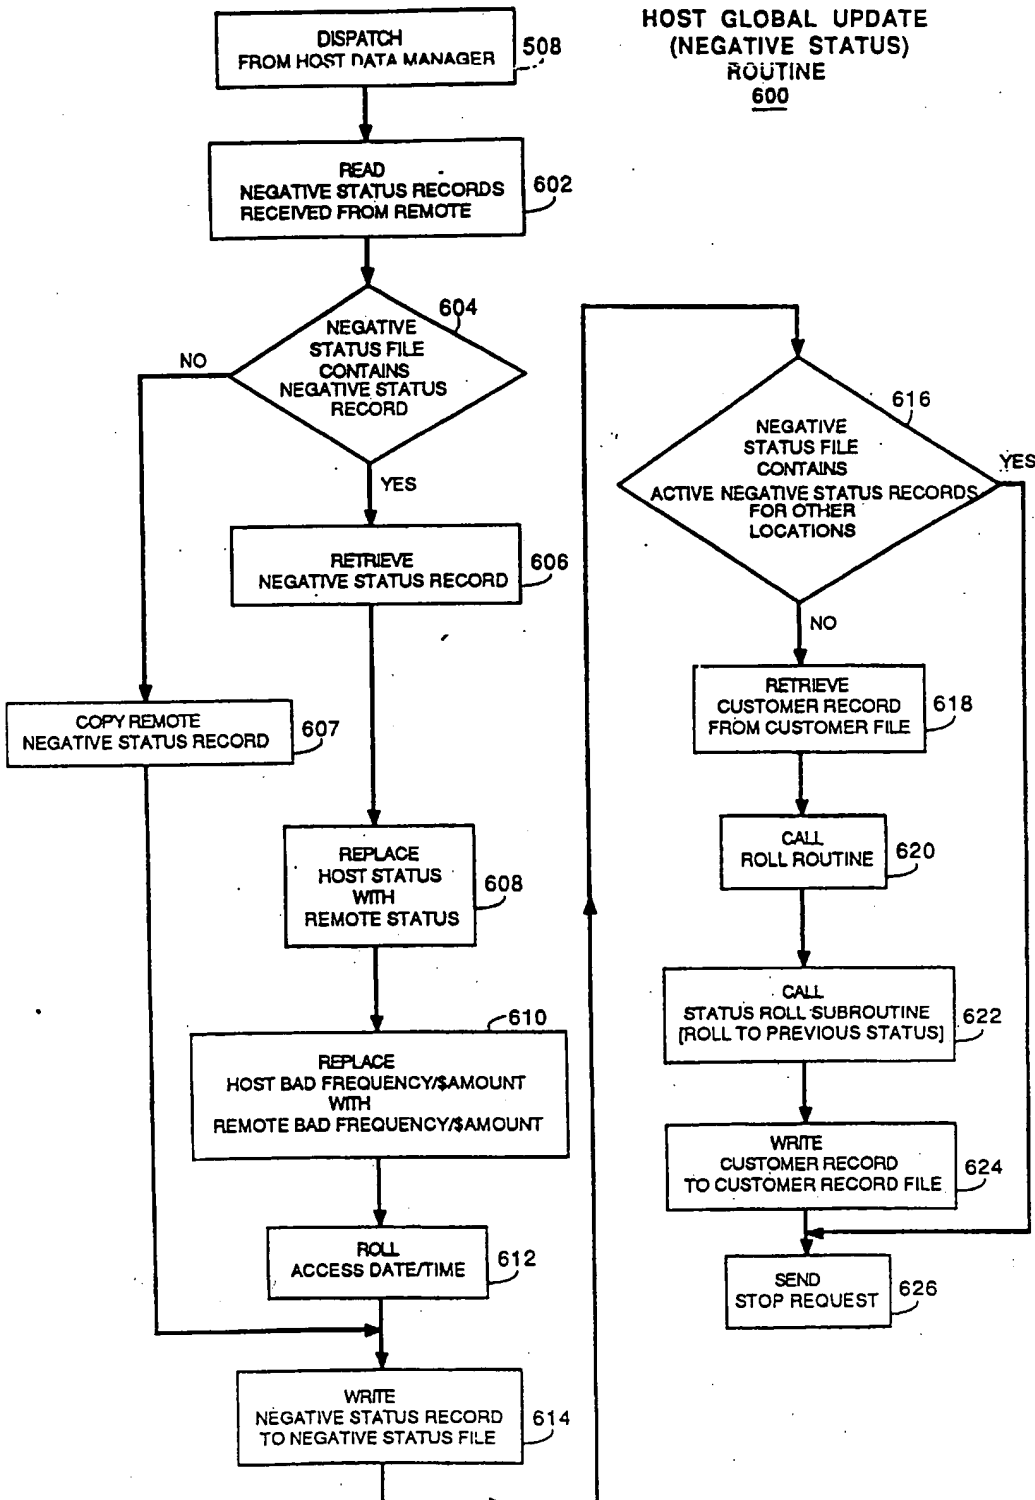 HOST GLOBAL UPDATE
(NEGATIVE STATUS)
ROUTINE
600
DISPATCH
FROM HOST DATA MANAGER
508
READ
NEGATIVE STATUS RECORDS
RECEIVED FROM REMOTE
602
604
NEGATIVE
STATUS FILE
CONTAINS
NEGATIVE STATUS
RECORD
NO
YES
RETRIEVE
NEGATIVE STATUS RECORD
606
COPY REMOTE
NEGATIVE STATUS RECORD
607
REPLACE
HOST STATUS
WITH
REMOTE STATUS
608
610
REPLACE
HOST BAD FREQUENCY/$AMOUNT
WITH
REMOTE BAD FREQUENCY/$AMOUNT
ROLL
ACCESS DATE/TIME
612
WRITE
NEGATIVE STATUS RECORD
TO NEGATIVE STATUS FILE
614
616
NEGATIVE
STATUS FILE
CONTAINS
ACTIVE NEGATIVE STATUS RECORDS
FOR OTHER
LOCATIONS
YES
NO
RETRIEVE
CUSTOMER RECORD
FROM CUSTOMER FILE
618
CALL
ROLL ROUTINE
620
CALL
STATUS ROLL SUBROUTINE
[ROLL TO PREVIOUS STATUS]
622
WRITE
CUSTOMER RECORD
TO CUSTOMER RECORD FILE
624
SEND
STOP REQUEST
626